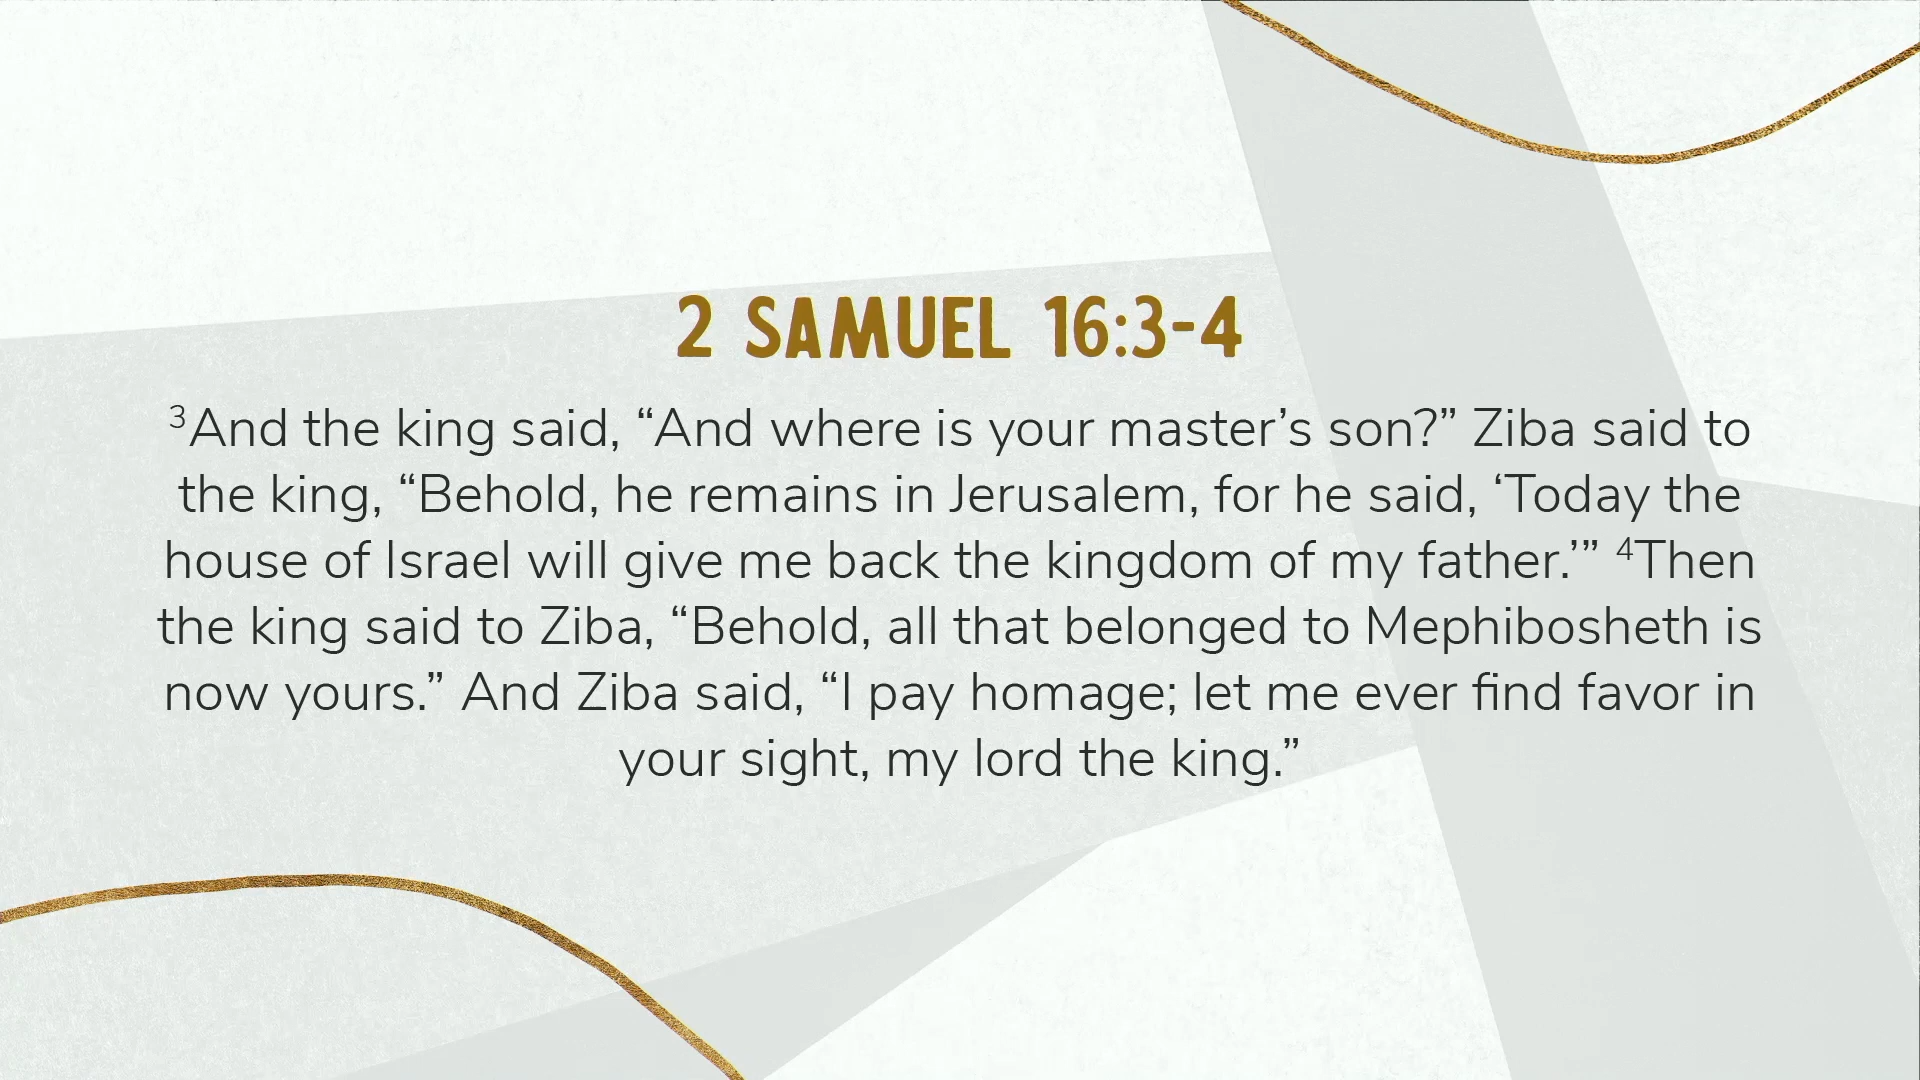 2 SAMUEL 16:3-4
³And the king said, “And where is your master’s son?” Ziba said to
the king, “Behold, he remains in Jerusalem, for he said, ‘Today the
house of Israel will give me back the kingdom of my father.’” ⁴Then
the king said to Ziba, “Behold, all that belonged to Mephibosheth is
now yours.” And Ziba said, “I pay homage; let me ever find favor in
your sight, my lord the king.”